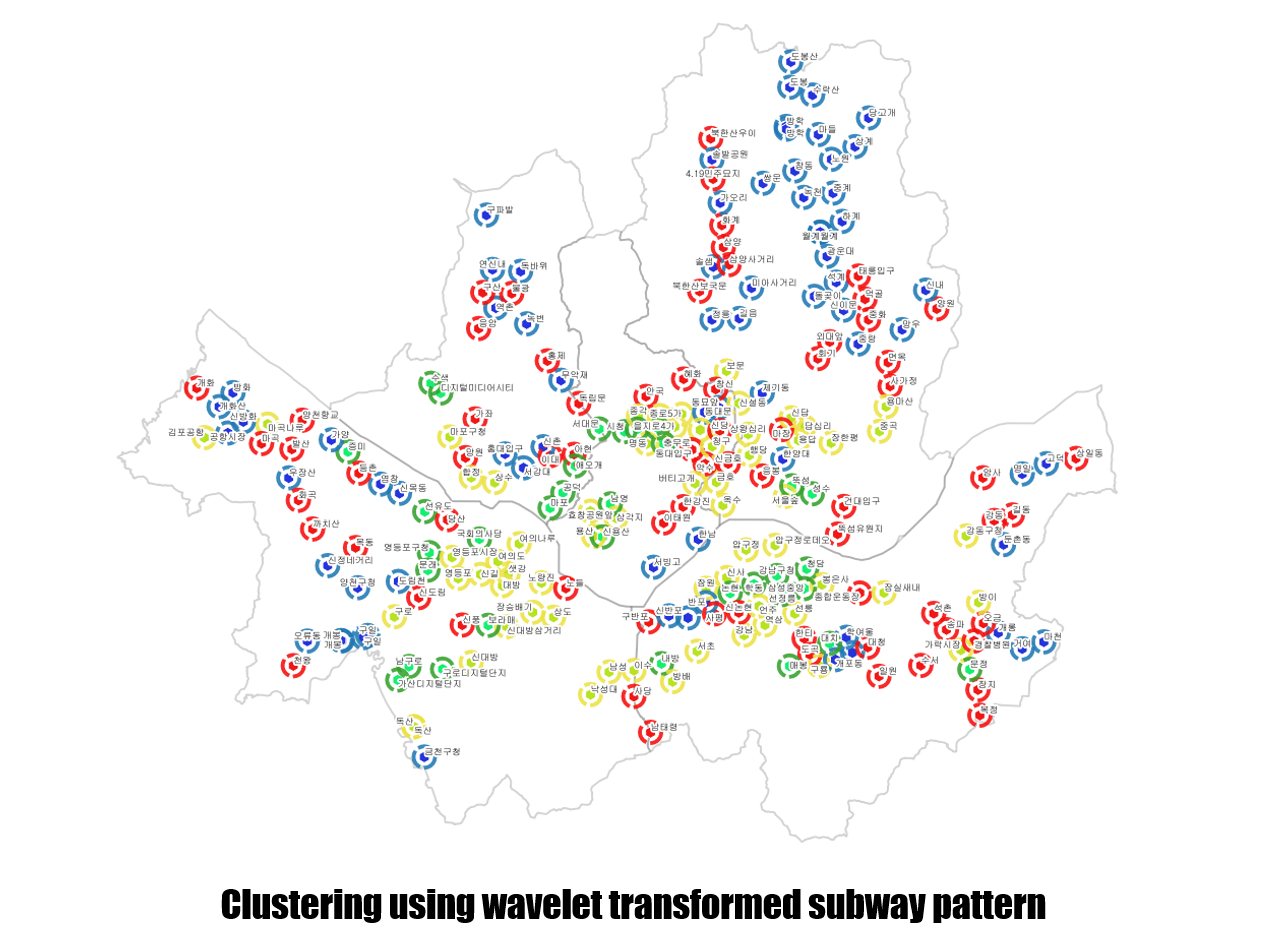 도봉산
도봉
수락산
당고개
방학
방학
마들
상계
북한산우이
솔밭공원
노원
창동
4.19민주묘지
쌍문
가오리
녹천
중계
구파발
화계
하계
월계월계
삼양
광운대
솔샘
삼양사거리
연신내
독바위
태릉입구
석계
북한산보국문
미아사거리
구산
불광
돌곶이
먹골
신내
역촌
신이문
양원
정릉
길음
중화
응암
녹번
망우
외대앞
중랑
홍제
회기
면목
보문
무악재
혜화
수색
디지털미디어시티
창신
사가정
개화
방화
안국
제기동
독립문
동묘앞
신설동
용마산
개화산
종각
종로5가
동대문
신답
가좌
양천향교
신방화
서대문
시청
을지로4가
신당
상왕십리
마장
답십리
마포구청
마곡나루
김포공항
공항시장
마곡
가양
용답
장한평
중곡
발산
증미
홍대입구
신촌
아현
명동
충무로
청구
동대문입구
행당
양원
이대
한양대
등촌
서강대
애오개
약수
신금호
우장산
염창
합정
상수
버티고개
금호
응봉
뚝섬
성수
신목동
공덕
화곡
선유도
마포
남영
한강진
옥수
서울숲
건대입구
효창공원앞
삼각지
이태원
당산
까치산
국회의사당
용산
신용산
한남
뚝섬유원지
상일동
고덕
명일
암사
길동
강동
강동구청
둔촌동
목동
영등포구청
영등포시장
여의나루
여의도
압구정
압구정로데오
신정네거리
문래
샛강
서빙고
신사
강남구청
청담
영등포
신길
양천구청
도림천
대방
노량진
노들
잠원
논현
학동
삼성중앙
봉은사
잠실새내
신도림
반포
선정릉
종합운동장
방이
장승배기
신논현
언주
선릉
석촌
구로
상도
구반포
신반포
사평
역삼
오금
신풍
보라매
신대방삼거리
송파
개롱
구일
구일
오류동
개봉
개봉
강남
한티
대치
학여울
가락시장
경찰병원
거여
마천
서초
도곡
대청
천왕
남구로
신대방
구로디지털단지
남성
이수
내방
매봉
구룡
개포동
수서
문정
가산디지털단지
방배
일원
낙성대
사당
장지
독산
독산
복정
남태령
금천구청
Clustering using wavelet transformed subway pattern